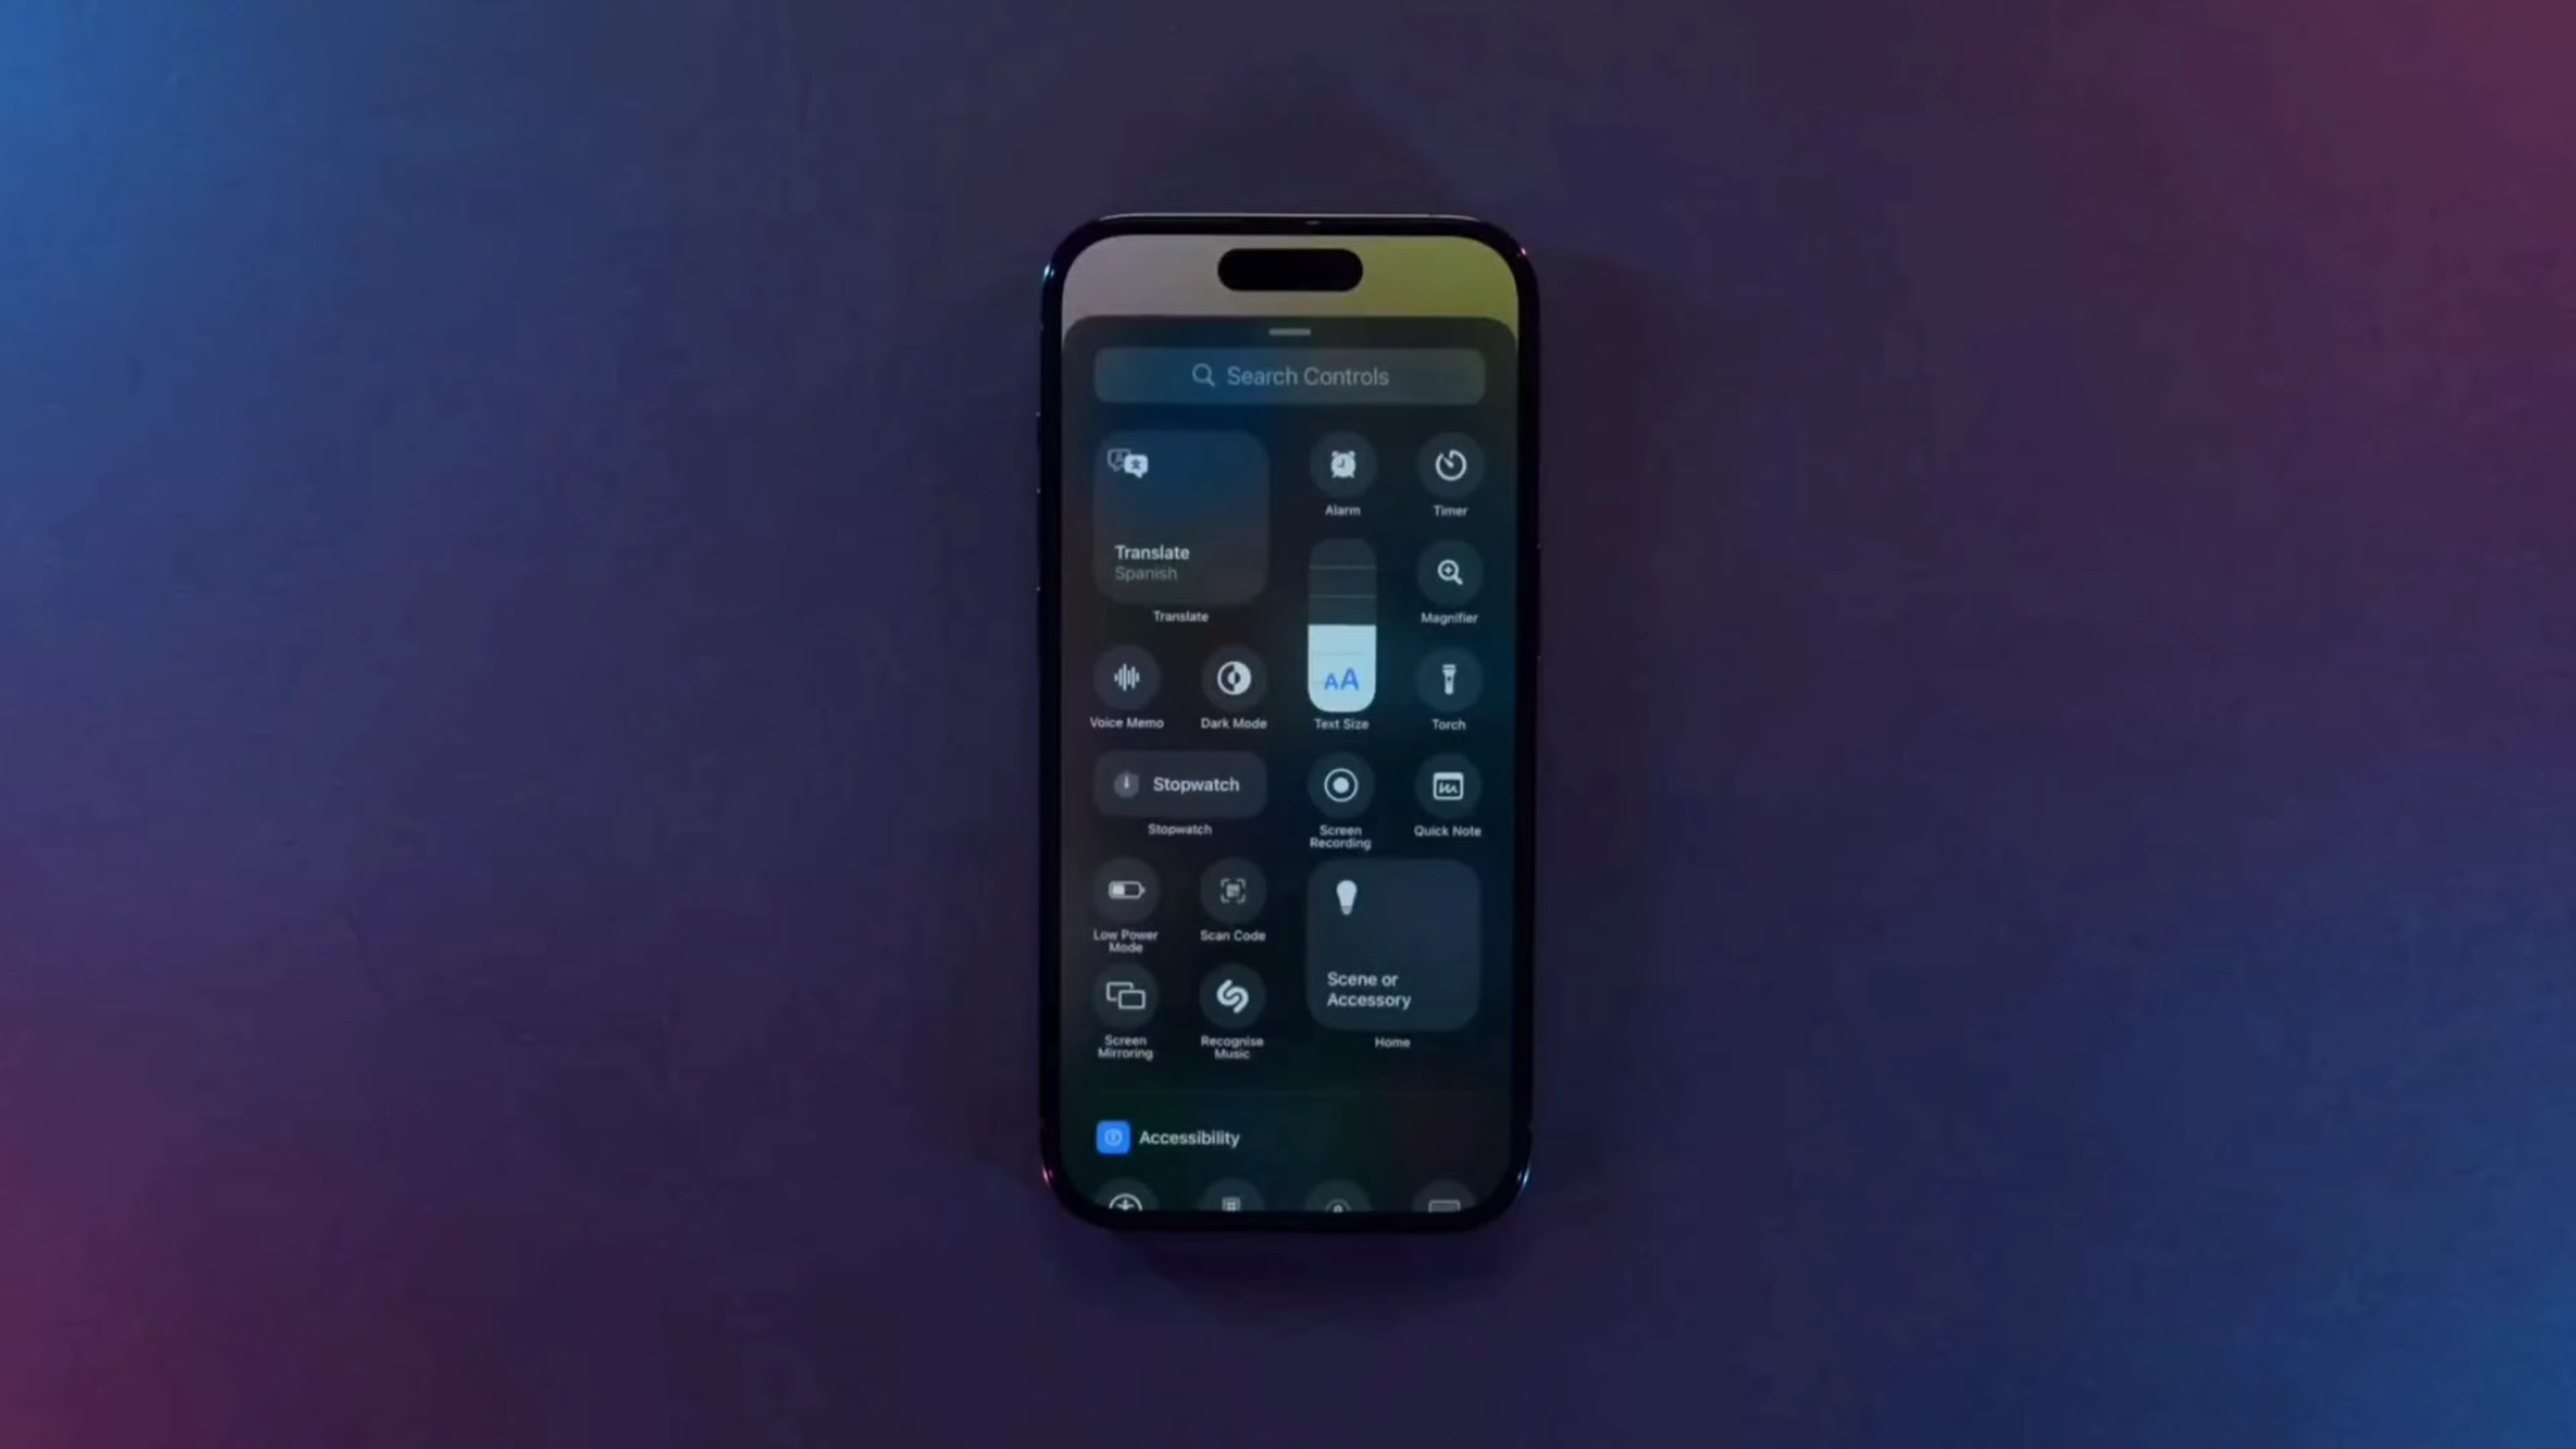 Search Controls
Translate
Spanish
Translate
Alarm
Timer
Magnifier
Voice Memo
Dark Mode
AA
Text Size
Torch
Stopwatch
Stopwatch
Screen
Recording
Quick Note
Low Power
Mode
Scan Code
Screen
Mirroring
Recognise
Music
Scene or
Accessory
Home
Accessibility